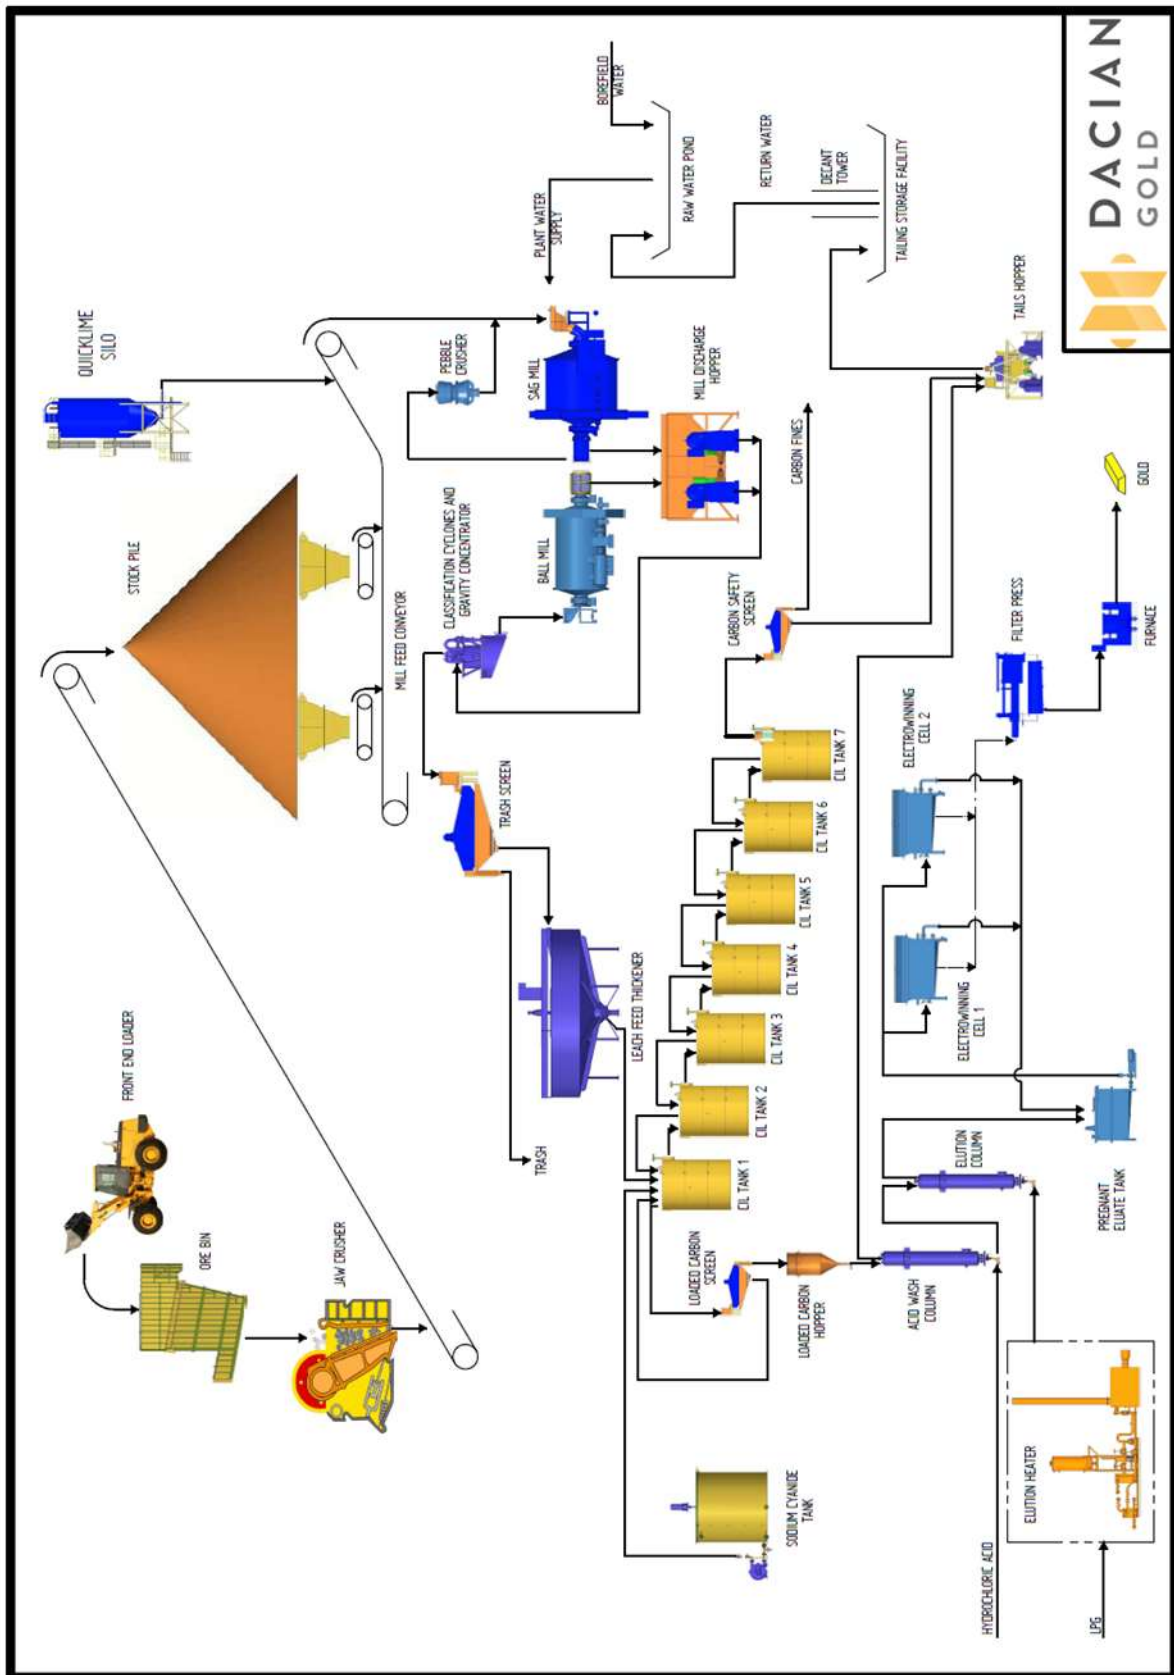 FRONT END LOADER
ORE BIN
JAW CRUSHER
STOCK PILE
QUICKLIME
SILO
MILL FEED CONVEYOR
CLASSIFICATION CYCLONES AND
GRAVITY CONCENTRATOR
PEBBLE
CRUSHER
SAG MILL
BALL MILL
MILL DISCHARGE
HOPPER
PLANT WATER
SUPPLY
BOREFIELD
WATER
RAW WATER POND
RETURN WATER
DECANT
TOWER
TAILING STORAGE FACILITY
TRASH SCREEN
TRASH
LEACH FEED THICKENER
CIL TANK 1
CIL TANK 2
CIL TANK 3
CIL TANK 4
CIL TANK 5
CIL TANK 6
CIL TANK 7
CARBON SAFETY
SCREEN
CARBON FINES
TAILS HOPPER
SODIUM CYANIDE
TANK
LOADED CARBON
SCREEN
LOADED CARBON
HOPPER
ACID WASH
COLUMN
ELUTION
COLUMN
HYDROCHLORIC ACID
LPG
ELUTION HEATER
PREGNANT
ELUATE TANK
ELECTROWINNING
CELL 1
ELECTROWINNING
CELL 2
FILTER PRESS
FURNACE
GOLD
DACIAN
GOLD